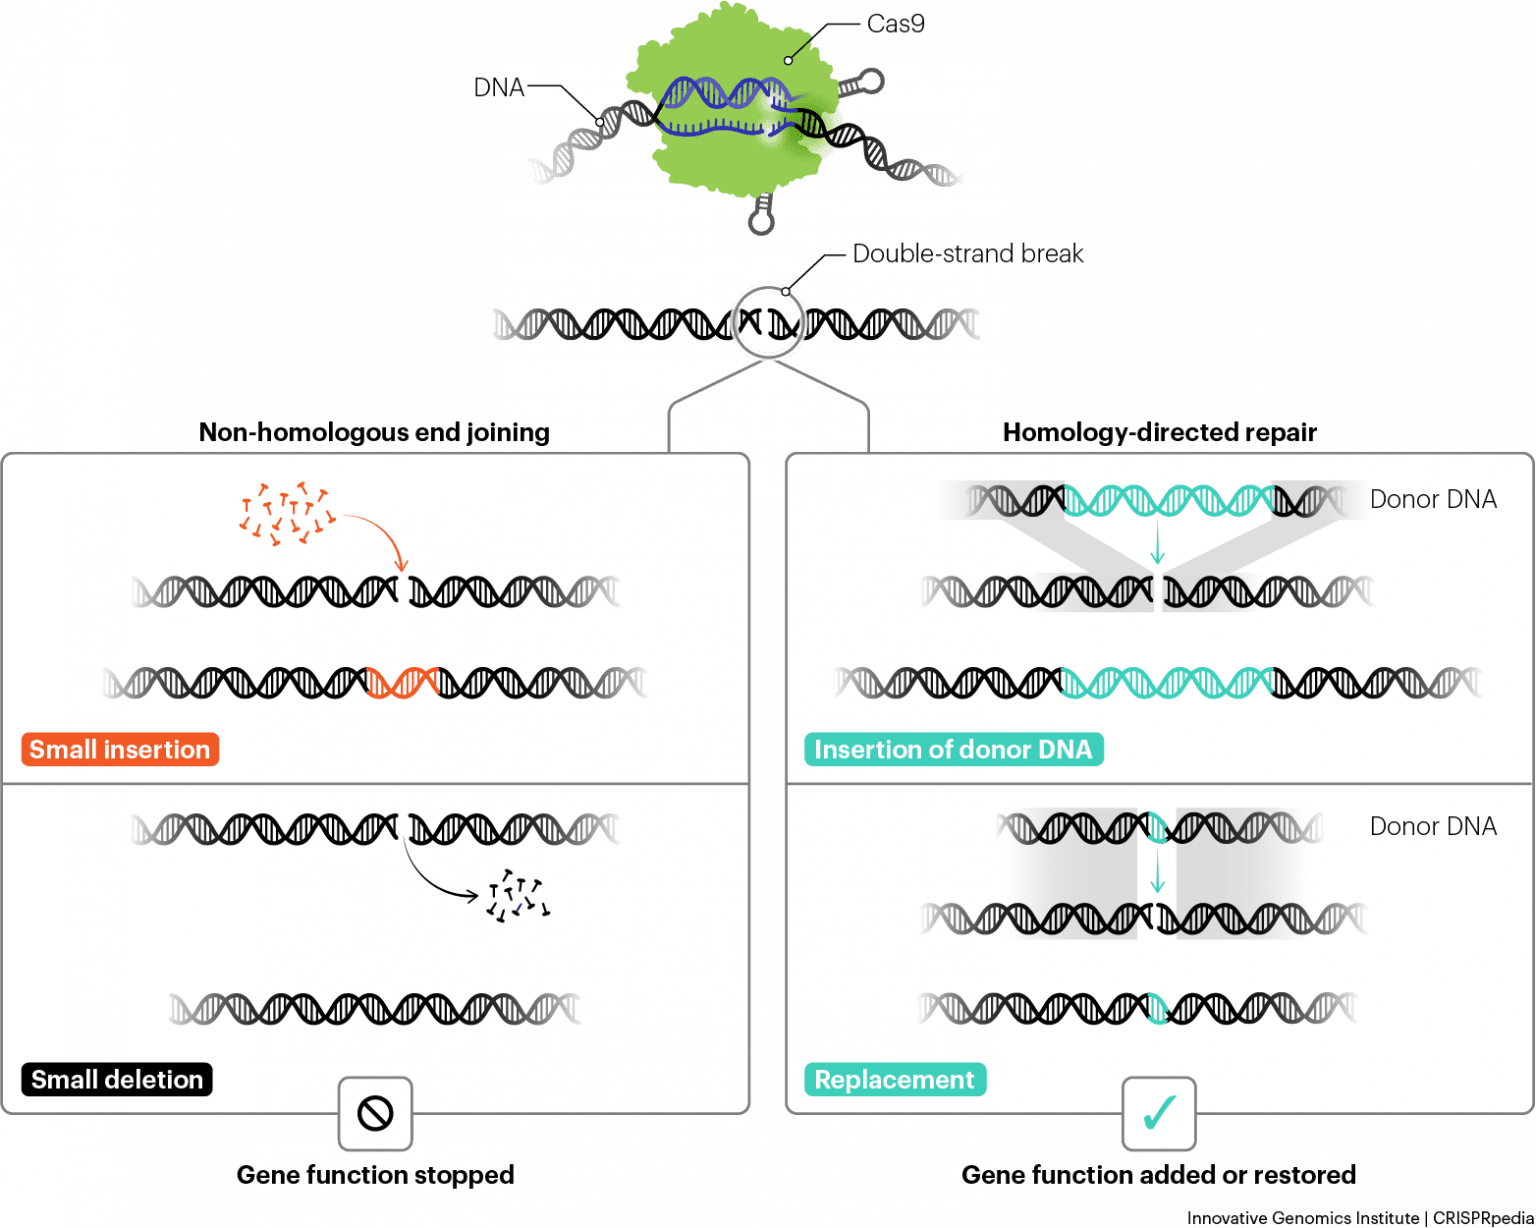 Cas9
DNA
Double-strand break
Non-homologous end joining
Homology-directed repair
Donor DNA
Small insertion
Insertion of donor DNA
Donor DNA
Small deletion
Replacement
Gene function stopped
Gene function added or restored
Innovative Genomics Institute | CRISPRpedia